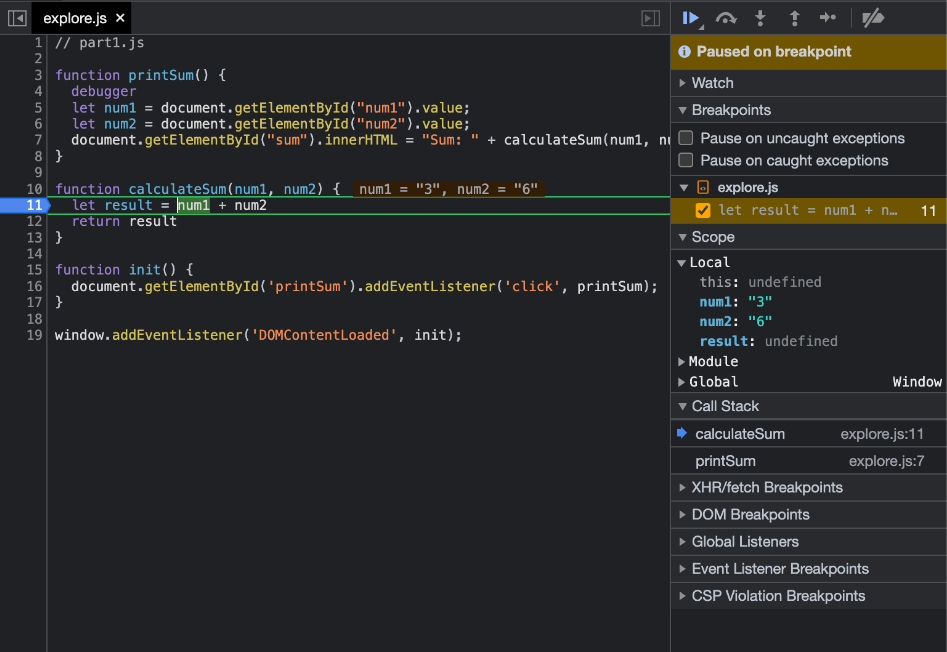 explore.js ×
1 // part1.js
2
3 function printSum() {
4   debugger
5   let num1 = document.getElementById("num1").value;
6   let num2 = document.getElementById("num2").value;
7   document.getElementById("sum").innerHTML = "Sum: " + calculateSum(num1, nu
8 }
9
10 function calculateSum(num1, num2) { num1 = "3", num2 = "6"
11   let result = num1 + num2
12   return result
13 }
14
15 function init() {
16   document.getElementById('printSum').addEventListener('click', printSum);
17 }
18
19 window.addEventListener('DOMContentLoaded', init);
Paused on breakpoint
Watch
Breakpoints
Pause on uncaught exceptions
Pause on caught exceptions
explore.js
let result = num1 + n… 11
Scope
Local
this: undefined
num1: "3"
num2: "6"
result: undefined
Module
Global Window
Call Stack
calculateSum explore.js:11
printSum explore.js:7
XHR/fetch Breakpoints
DOM Breakpoints
Global Listeners
Event Listener Breakpoints
CSP Violation Breakpoints